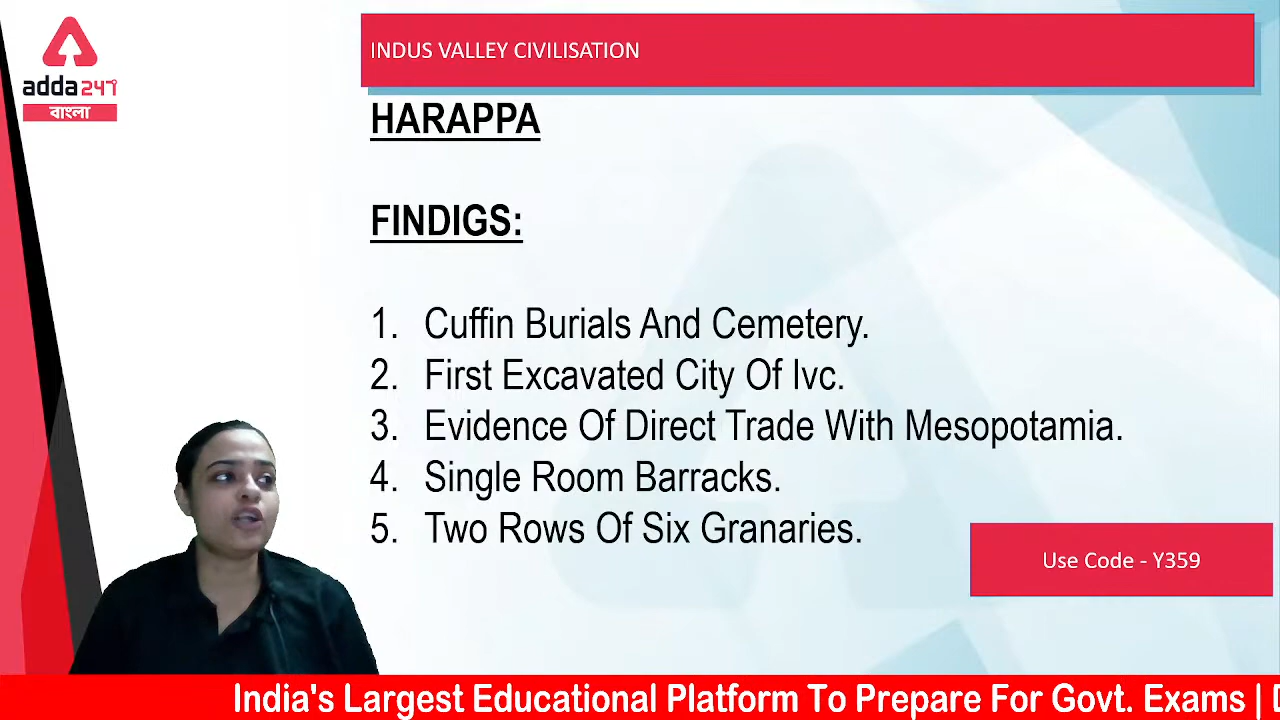 adda247
বাংলা
INDUS VALLEY CIVILISATION
HARAPPA
FINDIGS:
1. Cuffin Burials And Cemetery.
2. First Excavated City Of Ivc.
3. Evidence Of Direct Trade With Mesopotamia.
4. Single Room Barracks.
5. Two Rows Of Six Granaries.
Use Code - Y359
India's Largest Educational Platform To Prepare For Govt. Exams |